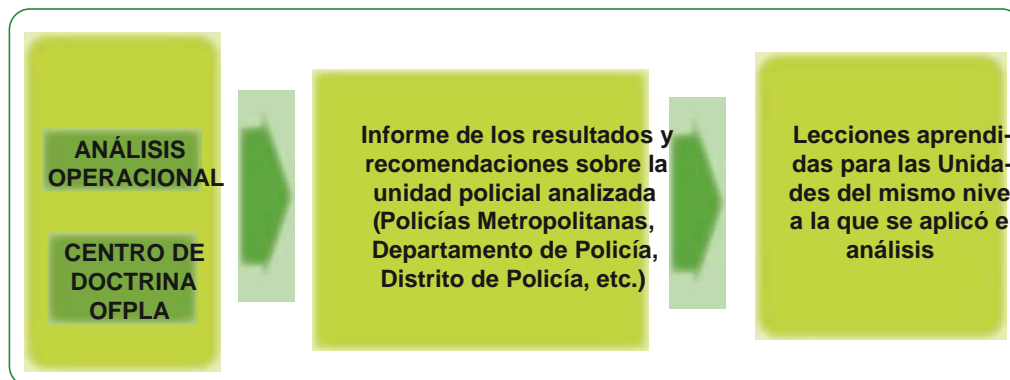 ANÁLISIS
OPERACIONAL
CENTRO DE
DOCTRINA
OFPLA
Informe de los resultados y
recomendaciones sobre la
unidad policial analizada
(Policías Metropolitanas,
Departamento de Policía,
Distrito de Policía, etc.)
Lecciones aprendi-
das para las Unida-
des del mismo nive
a la que se aplicó e
análisis